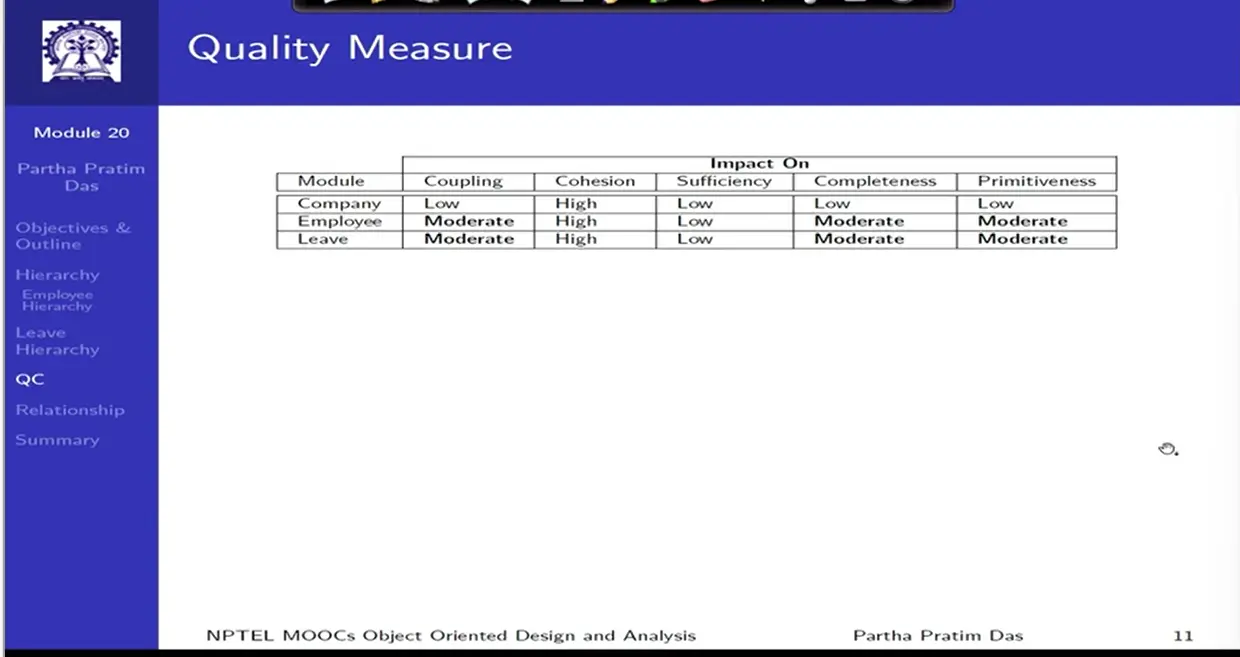 Quality Measure
Module 20
Partha Pratim
Das
Objectives &
Outline
Hierarchy
Employee
Hierarchy
Leave
Hierarchy
QC
Relationship
Summary
Impact On
Module Coupling Cohesion Sufficiency Completeness Primitiveness
Company Low High Low Low Low
Employee Moderate High Low Moderate Moderate
Leave Moderate High Low Moderate Moderate
NPTEL MOOCs Object Oriented Design and Analysis Partha Pratim Das 11